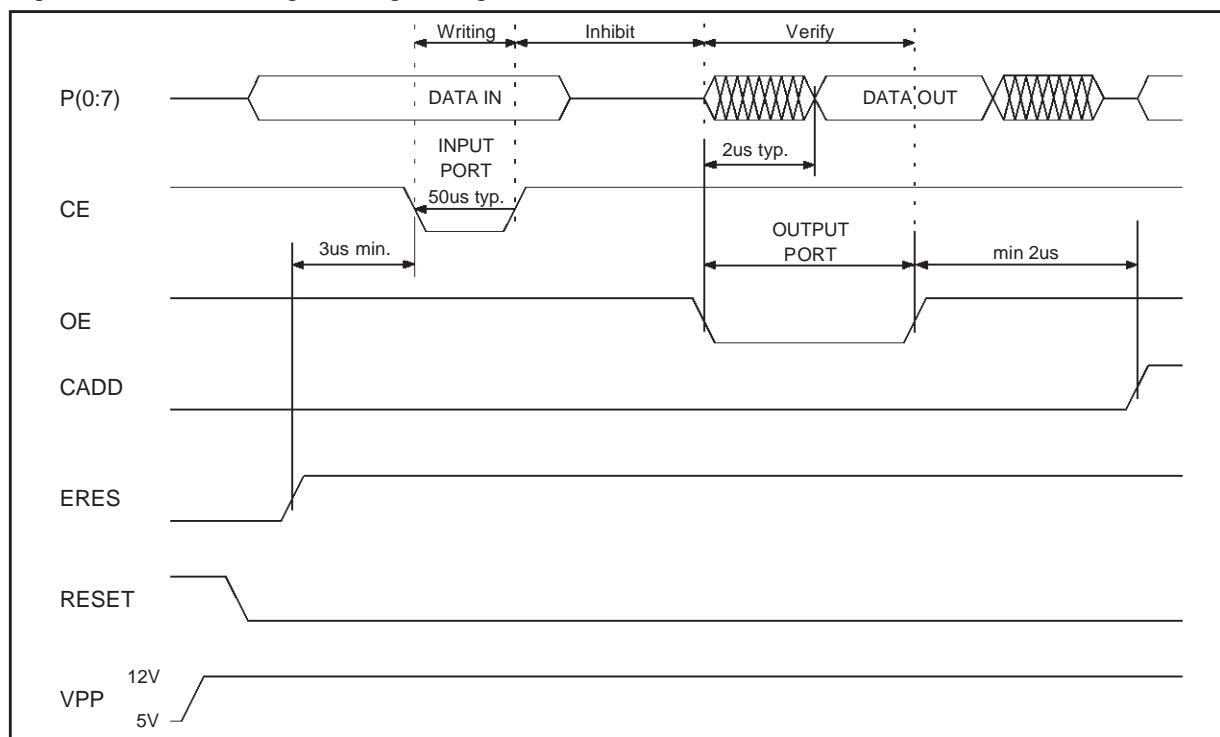 Writing Inhibit Verify
P(0:7) DATA IN DATA OUT
INPUT
PORT
2us typ.
50us typ.
CE
OUTPUT
PORT
3us min.
min 2us
OE
CADD
ERES
RESET
12V
VPP
5V